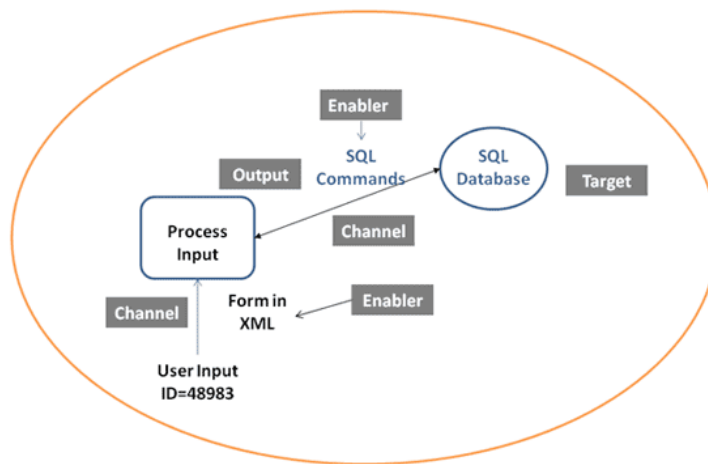 Enabler
SQL
Commands
SQL
Database
Output
Target
Process
Input
Channel
Enabler
Form in
XML
Channel
User Input
ID=48983